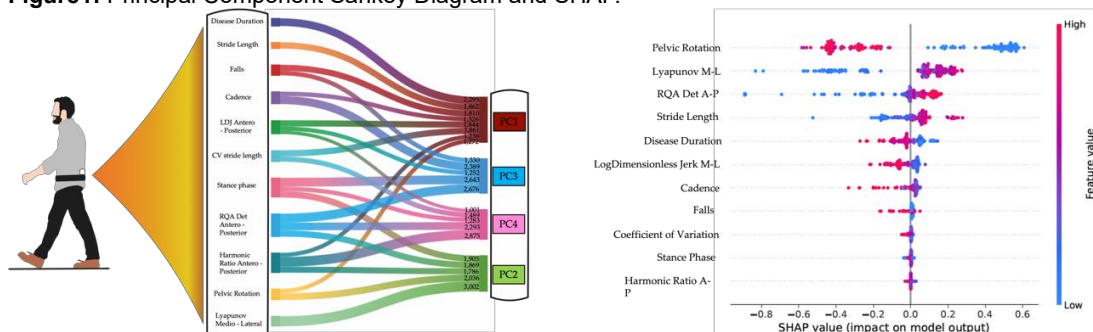 Figure1. Principal Component Sankey Diagram and SHAP.
Disease Duration
Stride Length
Falls
Cadence
LDJ Antero
- Posterior
CV stride length
Stance phase
RQA Det
Antero -
Posterior
Harmonic
Ratio Antero -
Posterior
Pelvic Rotation
Lyapunov
Medio - Lateral
PC1
1,330
2,389
1,252
2,643
2,676
PC3
1,001
1,283
2,293
2,875
PC4
1,905
1,869
1,786
2,036
3,002
PC2
Pelvic Rotation
Lyapunov M-L
RQA Det A-P
Stride Length
Disease Duration
LogDimensionless Jerk M-L
Cadence
Falls
Coefficient of Variation
Stance Phase
Harmonic Ratio A-
P
−0.8 −0.6 −0.4 −0.2 0.0 0.2 0.4 0.6
SHAP value (impact on model output)
High
Feature value
Low